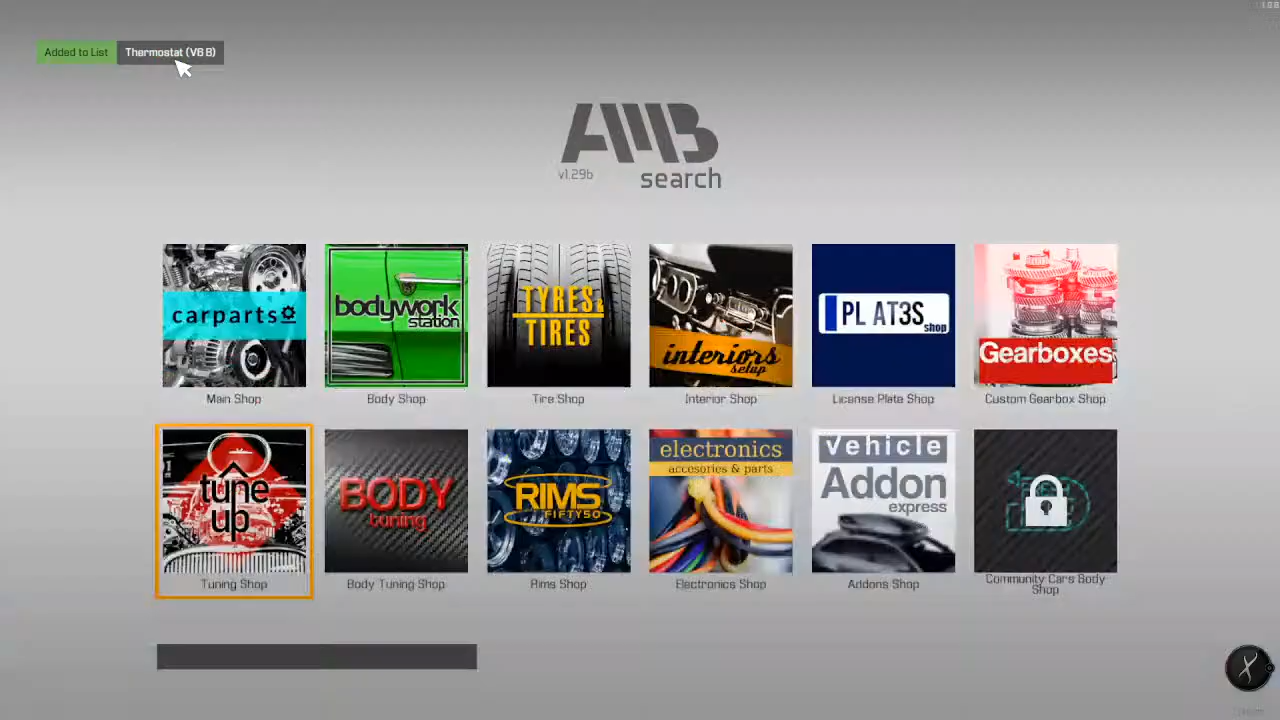 Added to List Thermostat (V6 B)
AMB
v1.29b search
carparts
bodywork
station
TYRES &
TIRES
interiors
setup
PL AT3S
shop
Gearboxes
Main Shop
Body Shop
Tire Shop
Interior Shop
License Plate Shop
Custom Gearbox Shop
tune
up
BODY
tuning
RIMS
FIFTY50
electronics
accesories & parts
vehicle
Addon
express
Tuning Shop
Body Tuning Shop
Rims Shop
Electronics Shop
Addons Shop
Community Cars Body
Shop